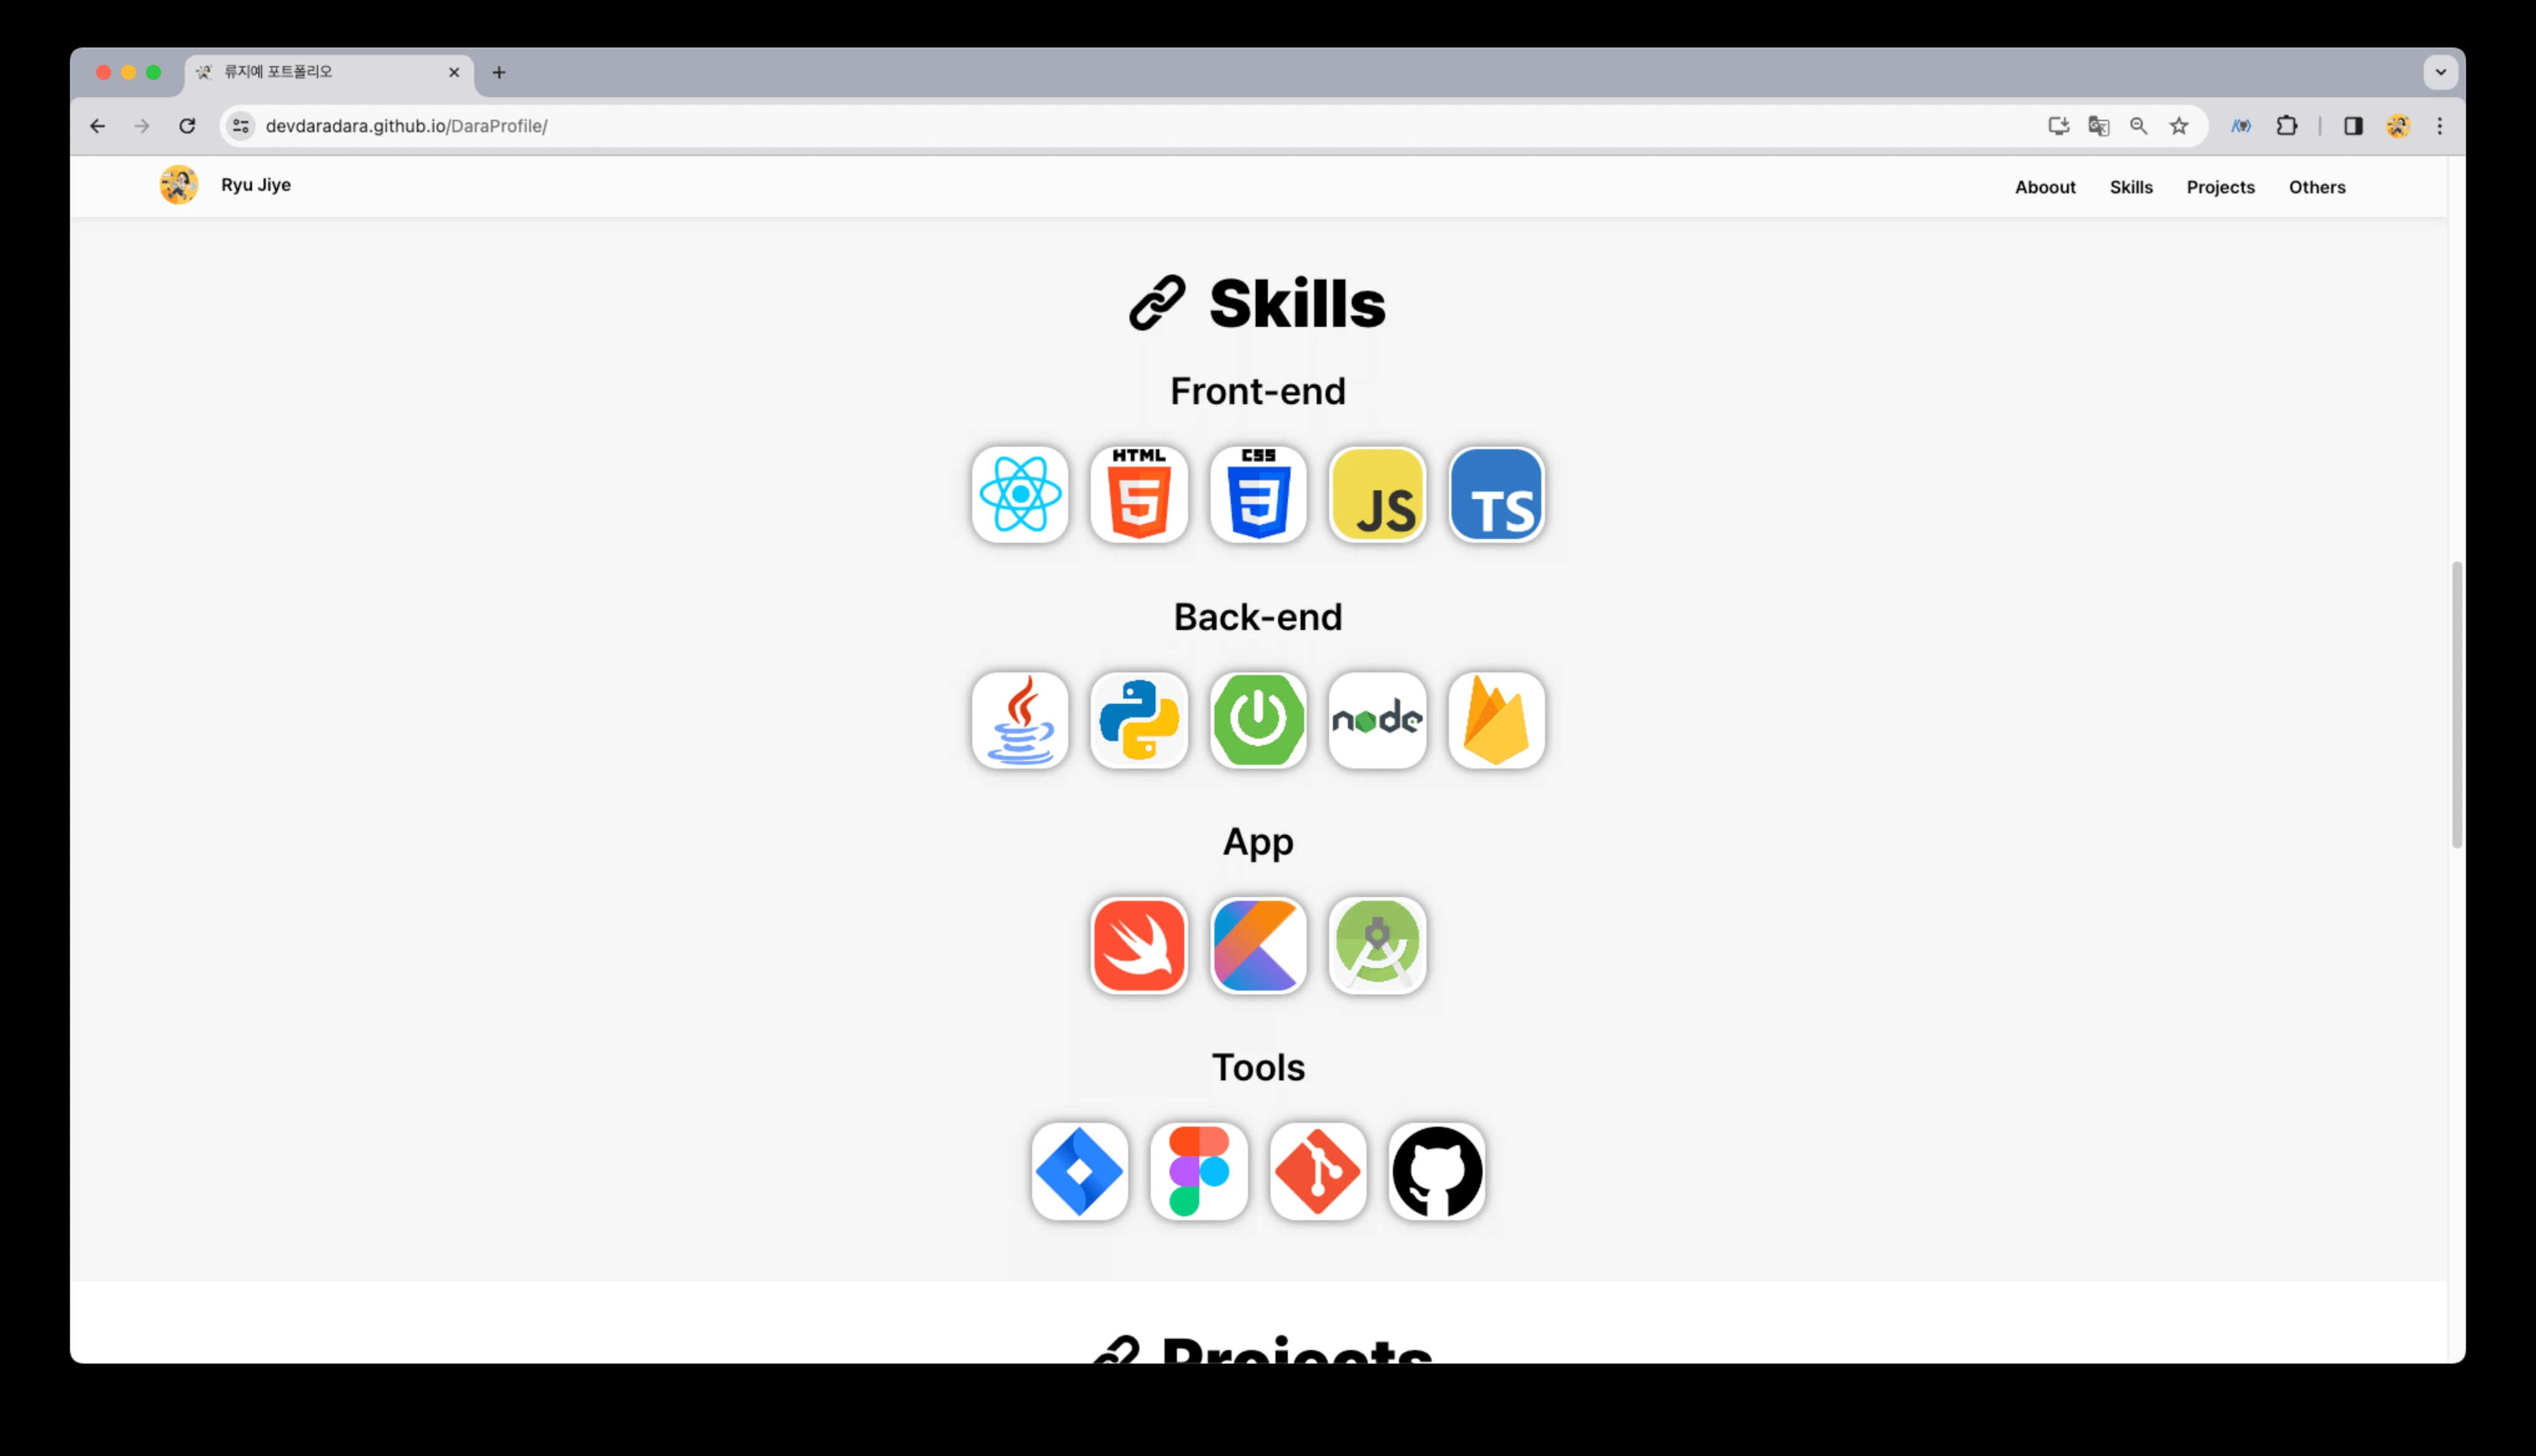 류지예 포트폴리오
devdaradara.github.io/DaraProfile/
Ryu Jiye
Aboout Skills Projects Others
Skills
Front-end
HTML CSS JS TS
Back-end
node
App
Tools
Projects